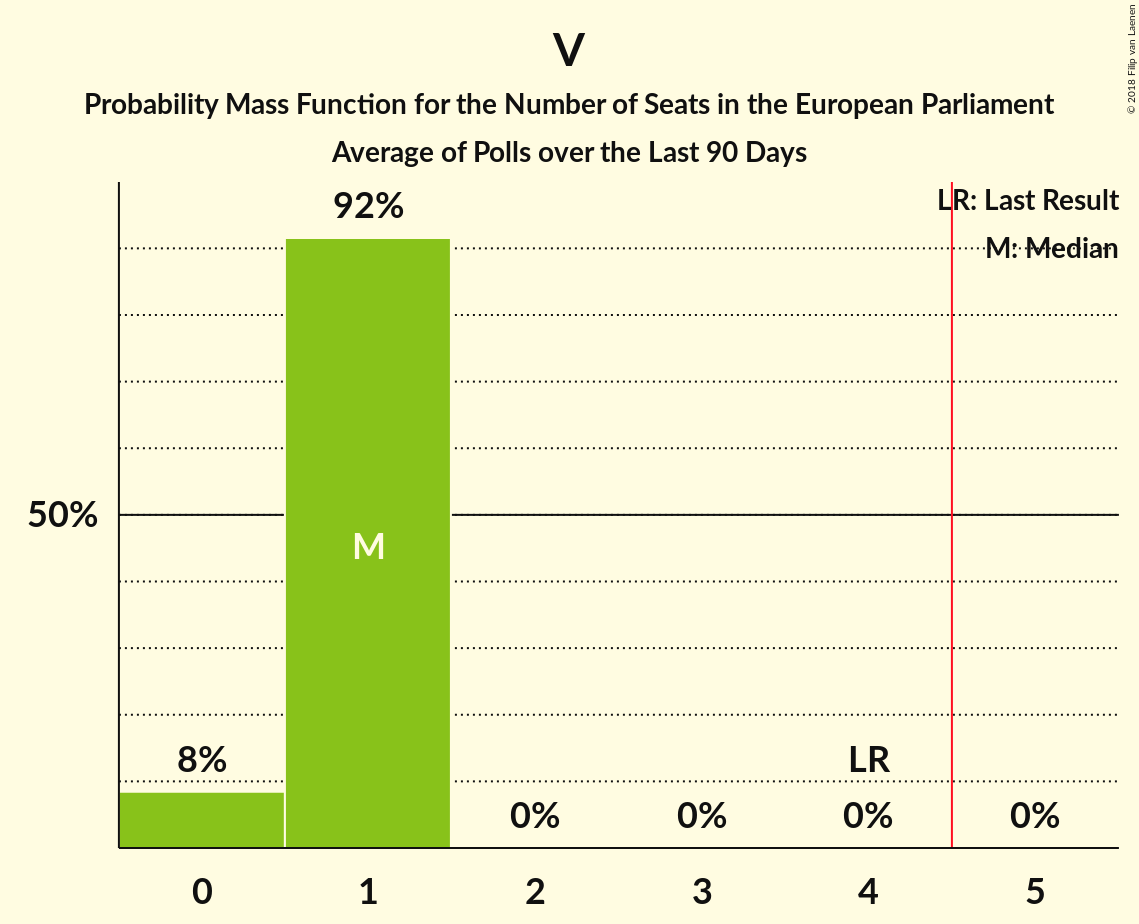 V
Probability Mass Function for the Number of Seats in the European Parliament
Average of Polls over the Last 90 Days
© 2018 Filip van Laenen
LR: Last Result
M: Median
92%
50%
M
8%
LR
0%
0%
0%
0%
0
1
2
3
4
5